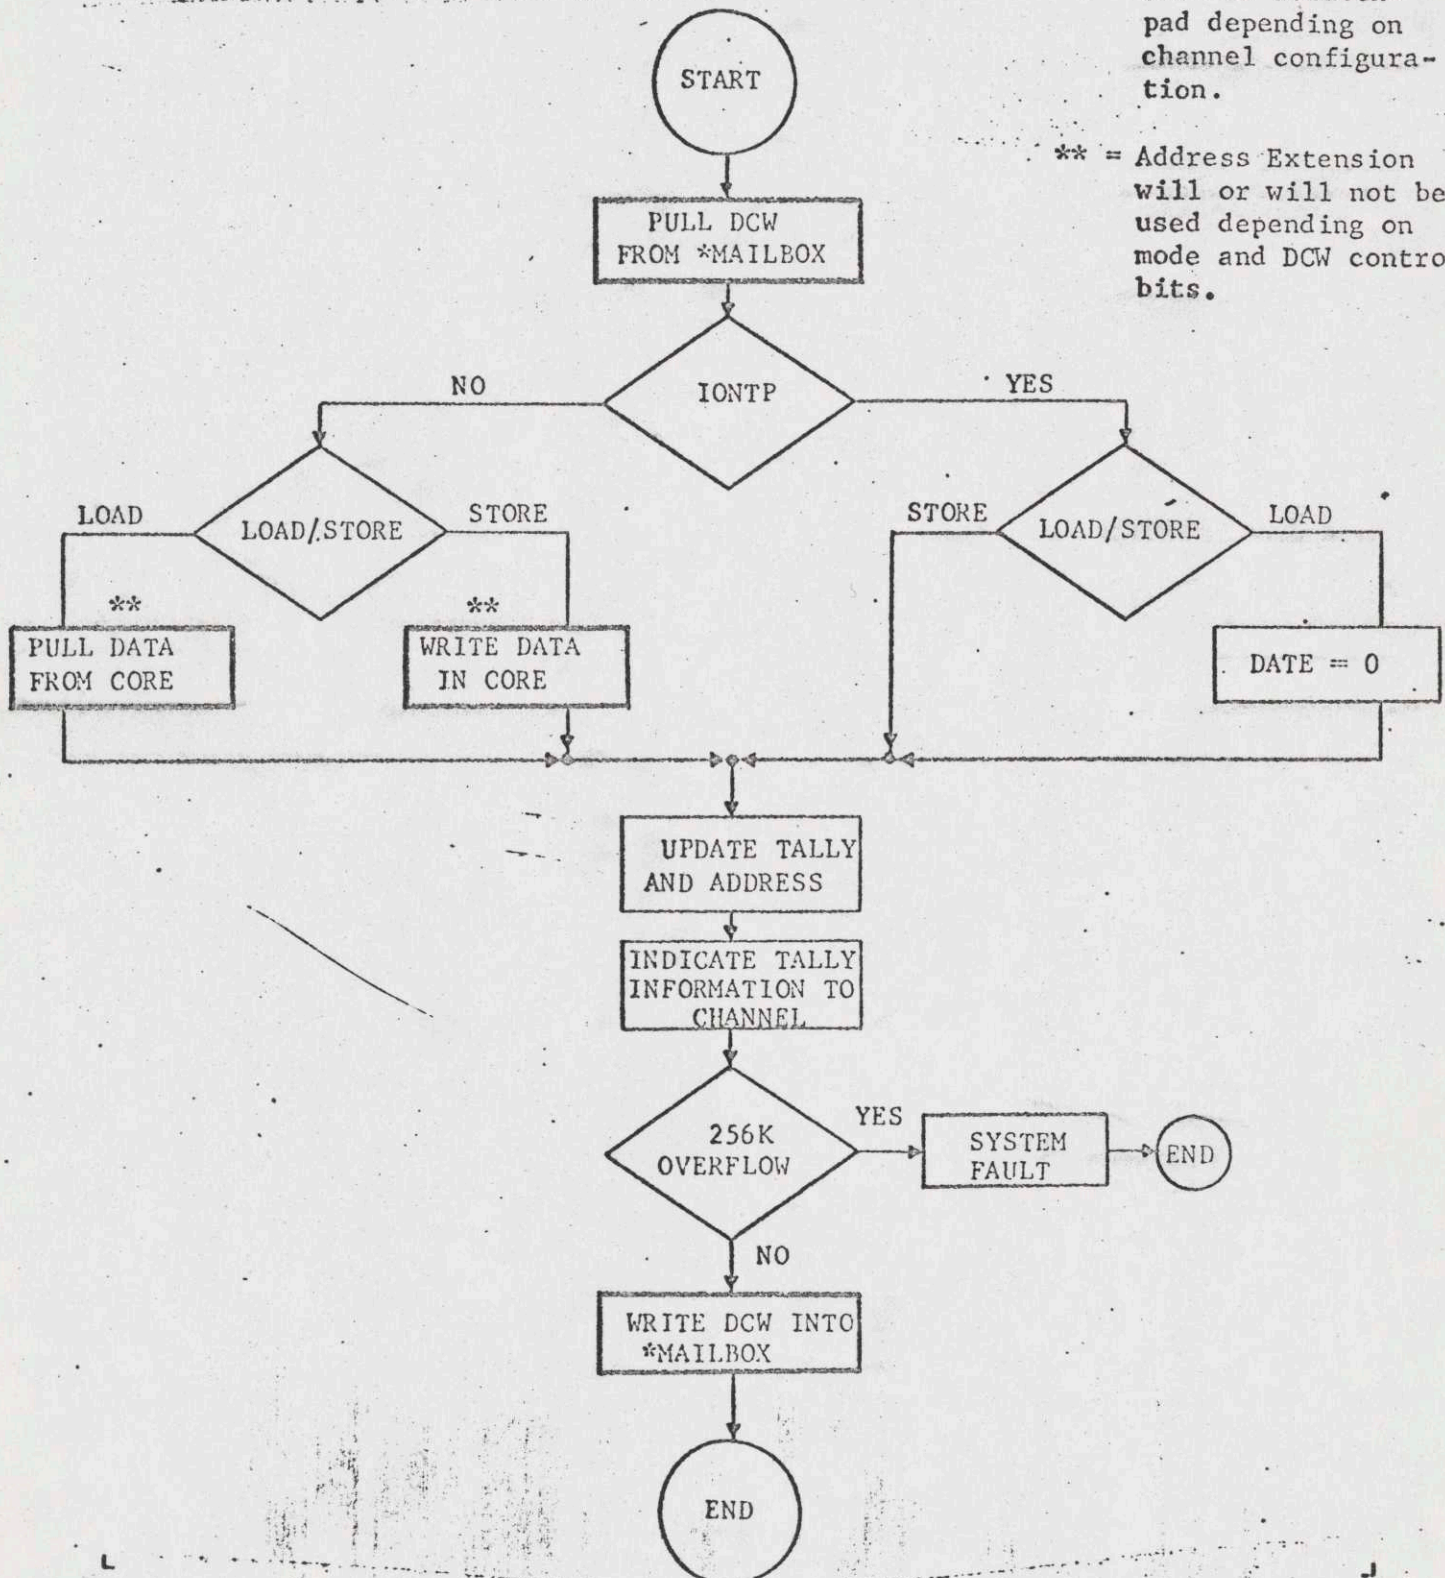 pad depending on
channel configura-
tion.
** = Address Extension
will or will not be
used depending on
mode and DCW contro
bits.
START
PULL DCW
FROM *MAILBOX
IONTP
NO
YES
LOAD/STORE
LOAD
STORE
LOAD/STORE
STORE
LOAD
**
PULL DATA
FROM CORE
**
WRITE DATA
IN CORE
DATE = 0
UPDATE TALLY
AND ADDRESS
INDICATE TALLY
INFORMATION TO
CHANNEL
256K
OVERFLOW
YES
SYSTEM
FAULT
END
NO
WRITE DCW INTO
*MAILBOX
END